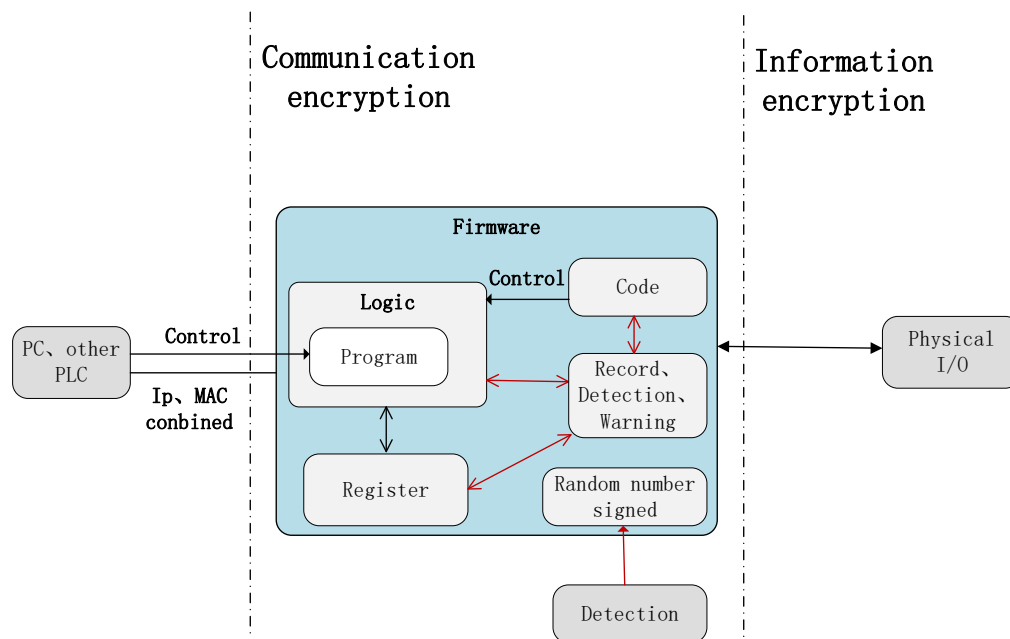 Communication
encryption
Information
encryption
Firmware
Control
Code
Logic
Control
Program
PC、other
PLC
Physical
I/O
Record、
Detection、
Warning
Ip、MAC
conbined
Register
Random number
signed
Detection